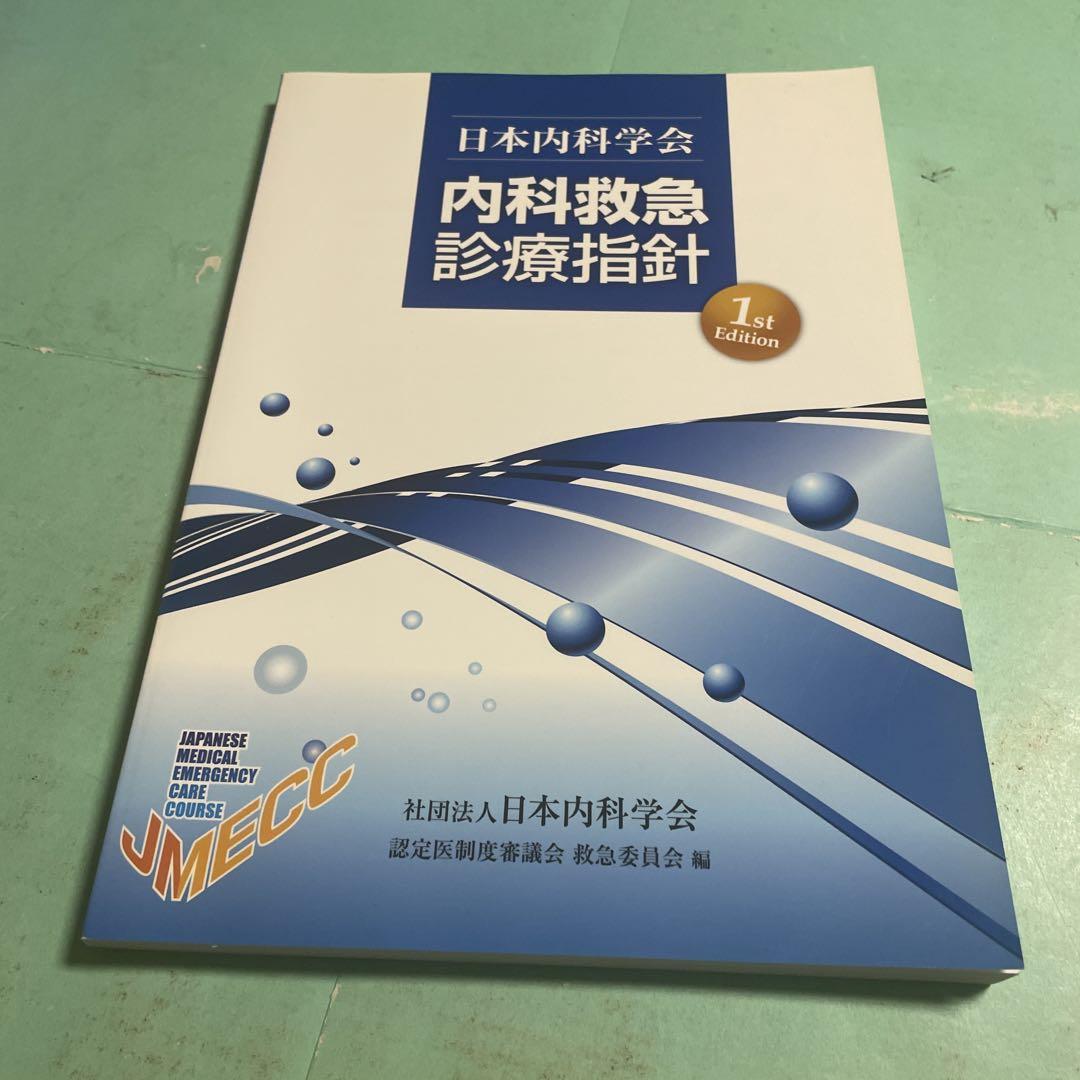 日本内科学会
内科救急
診療指針
1st
Edition
JAPANESE
MEDICAL
EMERGENCY
CARE
COURSE
JMECC
社団法人日本内科学会
認定医制度審議会 救急委員会 編